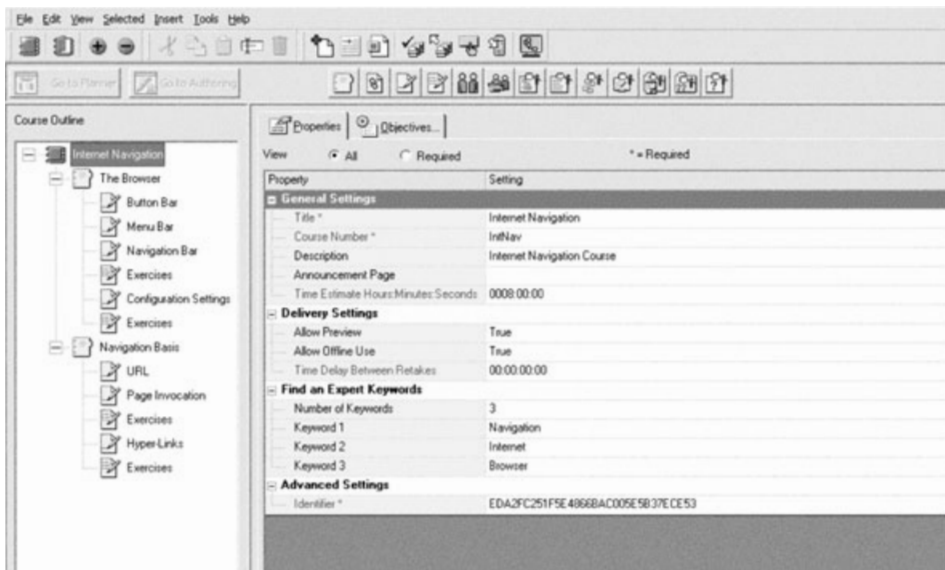 File Edit View Selected Insert Tools Help
Go to Planner Go to Authoring
Course Outline
Internet Navigation
The Browser
Button Bar
Menu Bar
Navigation Bar
Exercises
Configuration Settings
Exercises
Navigation Basis
URL
Page Invocation
Exercises
Hyper-Links
Exercises
Properties Objectives...
View All Required * = Required
Property Setting
General Settings
Title * Internet Navigation
Course Number * IntNav
Description Internet Navigation Course
Announcement Page
Time Estimate Hours:Minutes:Seconds 0008:00:00
Delivery Settings
Allow Preview True
Allow Offline Use True
Time Delay Between Retakes 00:00:00:00
Find an Expert Keywords
Number of Keywords 3
Keyword 1 Navigation
Keyword 2 Internet
Keyword 3 Browser
Advanced Settings
Identifier * EDA2FC251F5E4866BAC005E5B37ECE53